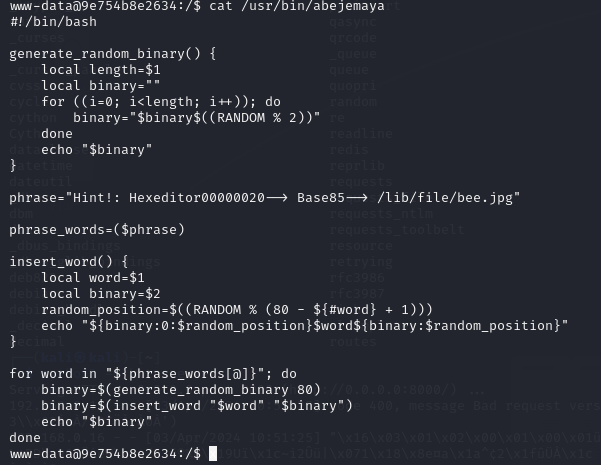 www-data@9e754b8e2634:/$ cat /usr/bin/abejemaya
#!/bin/bash

generate_random_binary() {
    local length=$1
    local binary=""
    for ((i=0; i<length; i++)); do
        binary="$binary$((RANDOM % 2))"
    done
    echo "$binary"
}

phrase="Hint!: Hexeditor00000020--> Base85--> /lib/file/bee.jpg"

phrase_words=($phrase)

insert_word() {
    local word=$1
    local binary=$2
    random_position=$((RANDOM % (80 - ${#word} + 1)))
    echo "${binary:0:$random_position}$word${binary:$random_position}"
}

for word in "${phrase_words[@]}"; do
    binary=$(generate_random_binary 80)
    binary=$(insert_word "$word" "$binary")
    echo "$binary"
done
www-data@9e754b8e2634:/$